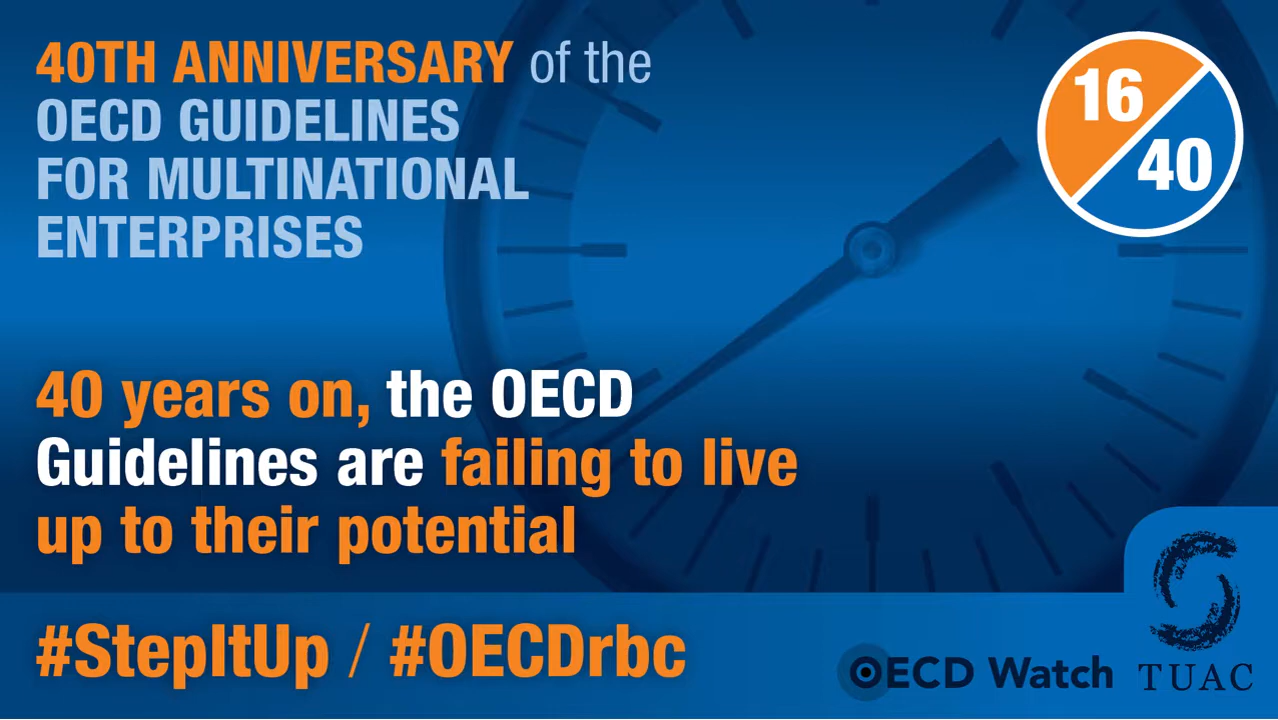 40TH ANNIVERSARY of the
OECD GUIDELINES
FOR MULTINATIONAL
ENTERPRISES
16
40
40 years on, the OECD
Guidelines are failing to live
up to their potential
#StepItUp / #OECDrbc
OECD Watch
TUAC